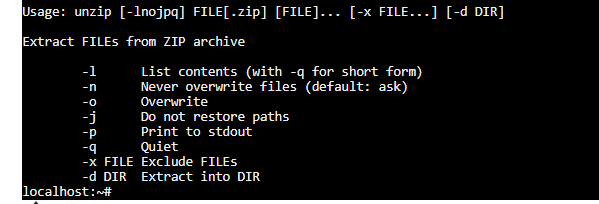 Usage: unzip [-lnojpq] FILE[.zip] [FILE]... [-x FILE...] [-d DIR]
Extract FILEs from ZIP archive
-l List contents (with -q for short form)
-n Never overwrite files (default: ask)
-o Overwrite
-j Do not restore paths
-p Print to stdout
-q Quiet
-x FILE Exclude FILEs
-d DIR Extract into DIR
localhost:~#